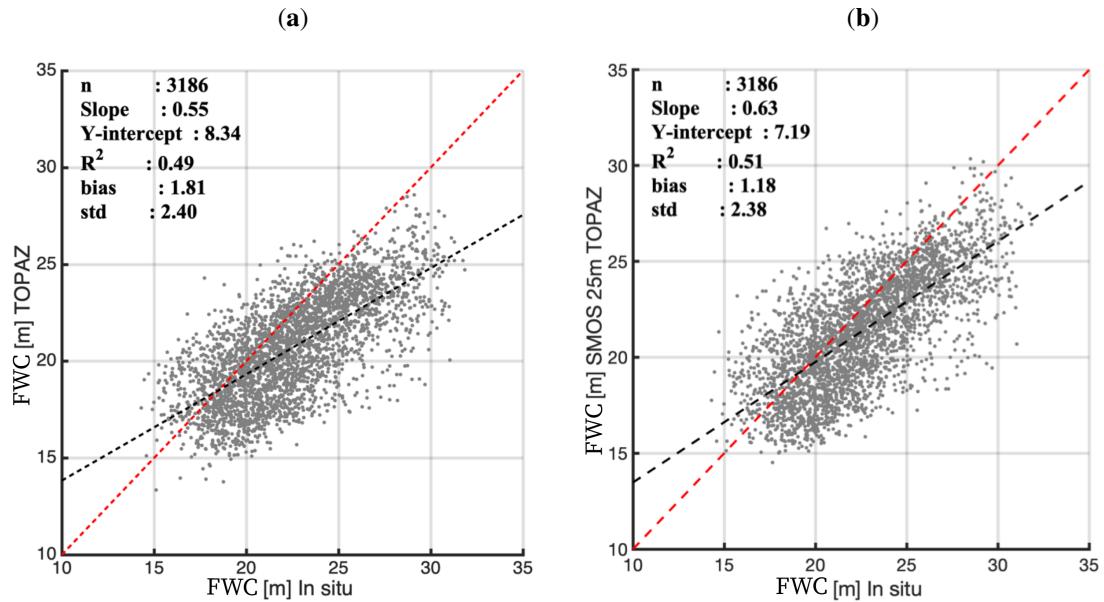 (a)
35
30
25
20
15
10
n : 3186
Slope : 0.55
Y-intercept : 8.34
R² : 0.49
bias : 1.81
std : 2.40
FWC [m] TOPAZ
10 15 20 25 30 35
FWC [m] In situ
(b)
35
30
25
20
15
10
n : 3186
Slope : 0.63
Y-intercept : 7.19
R² : 0.51
bias : 1.18
std : 2.38
FWC [m] SMOS 25m TOPAZ
10 15 20 25 30 35
FWC [m] In situ